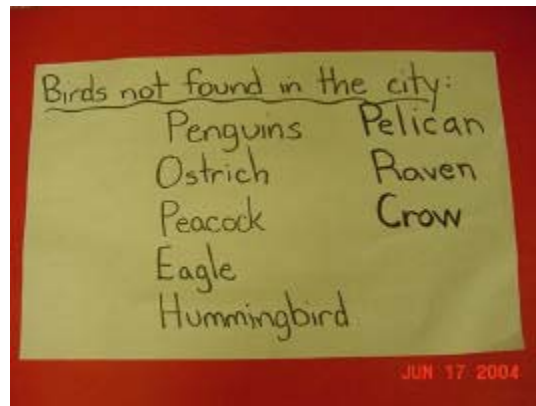 Birds not found in the city:
Penguins
Ostrich
Peacock
Eagle
Hummingbird
Pelican
Raven
Crow
JUN 17 2004